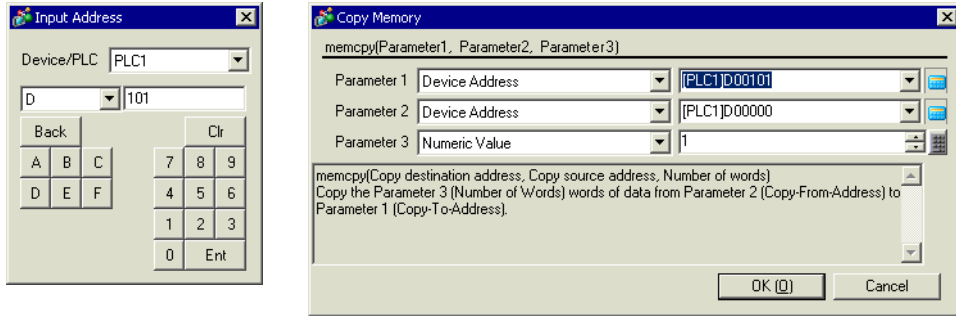 Input Address
Device/PLC PLC1
D 101
Back Clr
A B C 7 8 9
D E F 4 5 6
1 2 3
0 Ent
Copy Memory
memcpy(Parameter1, Parameter2, Parameter3)
Parameter 1 Device Address [PLC1]D00101
Parameter 2 Device Address [PLC1]D00000
Parameter 3 Numeric Value 1
memcpy(Copy destination address, Copy source address, Number of words)
Copy the Parameter 3 (Number of Words) words of data from Parameter 2 (Copy-From-Address) to
Parameter 1 (Copy-To-Address).
OK (O) Cancel